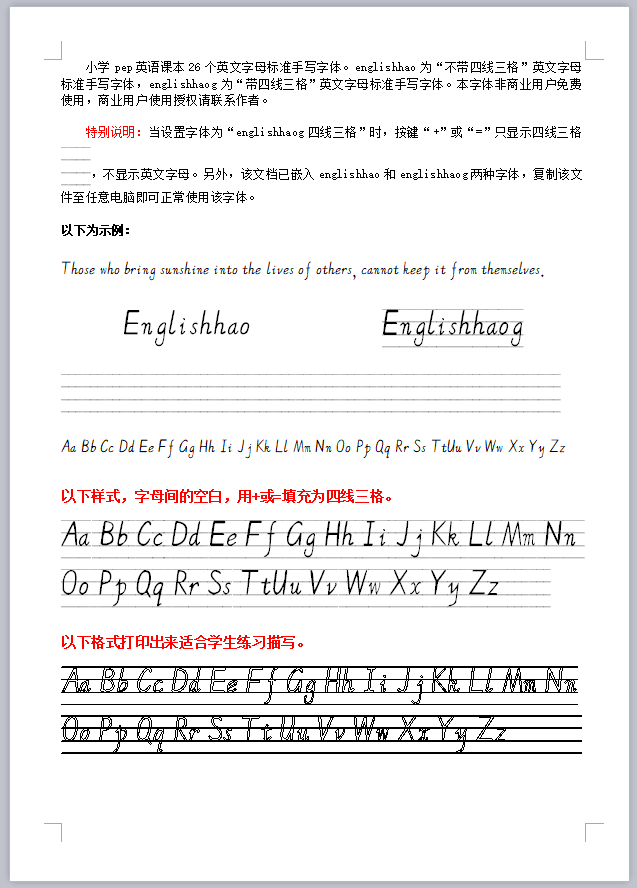 小学 pep 英语课本 26 个英文字母标准手写字体。englishhao 为“不带四线三格”英文字母
标准手写字体，englishhaog 为“带四线三格”英文字母标准手写字体。本字体非商业用户免费
使用，商业用户使用授权请联系作者。
特别说明：当设置字体为“englishhaog 四线三格”时，按键“+”或“=”只显示四线三格
，不显示英文字母。另外，该文档已嵌入 englishhao 和 englishhaog 两种字体，复制该文
件至任意电脑即可正常使用该字体。
以下为示例：
Those who bring sunshine into the lives of others, cannot keep it from themselves.
Englishhao Englishhaog
Aa Bb Cc Dd Ee Ff Gg Hh Ii Jj Kk Ll Mm Nn Oo Pp Qq Rr Ss TtUu Vv Ww Xx Yy Zz
以下样式，字母间的空白，用+或=填充为四线三格。
Aa Bb Cc Dd Ee Ff Gg Hh Ii Jj Kk Ll Mm Nn
Oo Pp Qq Rr Ss TtUu Vv Ww Xx Yy Zz
以下格式打印出来适合学生练习描写。
Aa Bb Cc Dd Ee Ff Gg Hh Ii Jj Kk Ll Mm Nn
Oo Pp Qq Rr Ss Tt Uu Vv Ww Xx Yy Zz